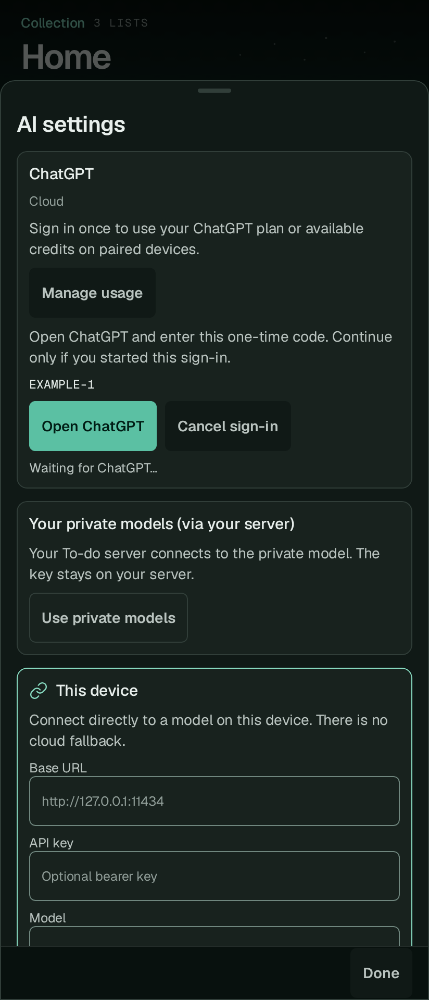 Collection 3 LISTS
Home
AI settings
ChatGPT
Cloud
Sign in once to use your ChatGPT plan or available
credits on paired devices.
Manage usage
Open ChatGPT and enter this one-time code. Continue
only if you started this sign-in.
EXAMPLE-1
Open ChatGPT
Cancel sign-in
Waiting for ChatGPT…
Your private models (via your server)
Your To-do server connects to the private model. The
key stays on your server.
Use private models
This device
Connect directly to a model on this device. There is no
cloud fallback.
Base URL
http://127.0.0.1:11434
API key
Optional bearer key
Model
Done